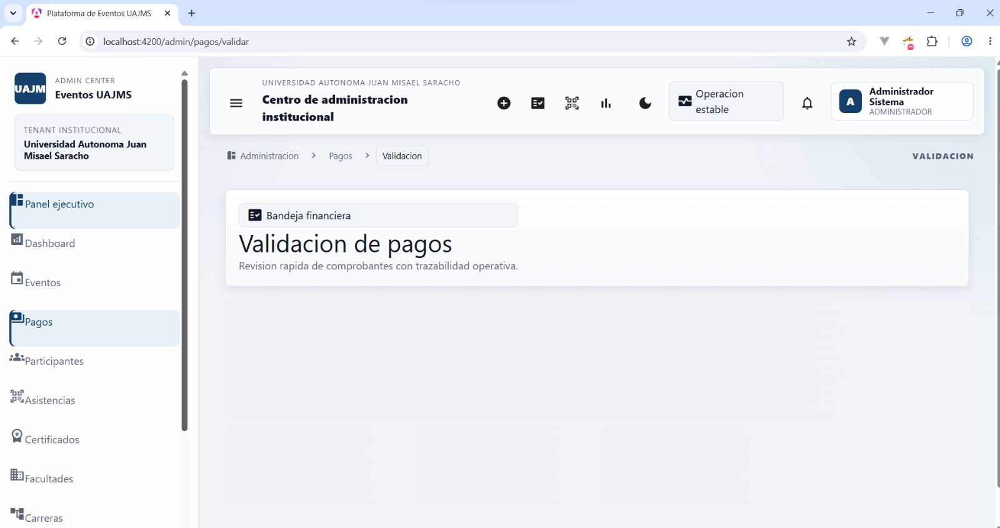 Plataforma de Eventos UAJMS
localhost:4200/admin/pagos/validar
UAJM
ADMIN CENTER
Eventos UAJMS
TENANT INSTITUCIONAL
Universidad Autonoma Juan
Misael Saracho
Panel ejecutivo
Dashboard
Eventos
Pagos
Participantes
Asistencias
Certificados
Facultades
Carreras
UNIVERSIDAD AUTONOMA JUAN MISAEL SARACHO
Centro de administracion
institucional
Operacion
estable
A
Administrador
Sistema
ADMINISTRADOR
Administracion > Pagos > Validacion
VALIDACION
Bandeja financiera
Validacion de pagos
Revision rapida de comprobantes con trazabilidad operativa.